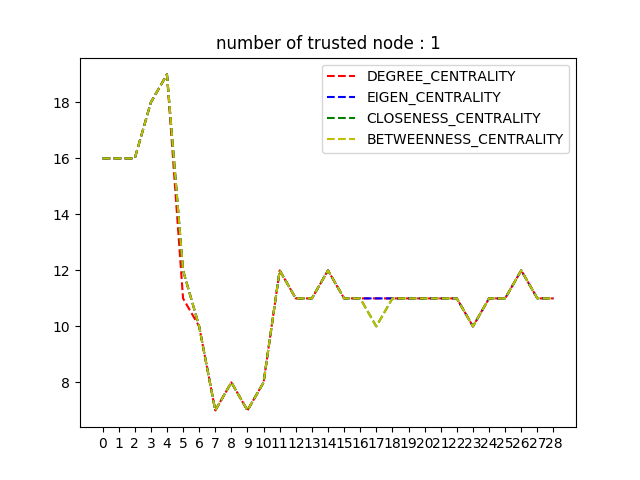 number of trusted node : 1
DEGREE_CENTRALITY
EIGEN_CENTRALITY
CLOSENESS_CENTRALITY
BETWEENNESS_CENTRALITY
18
16
14
12
10
8
0 1 2 3 4 5 6 7 8 9 10 11 12 13 14 15 16 17 18 19 20 21 22 23 24 25 26 27 28